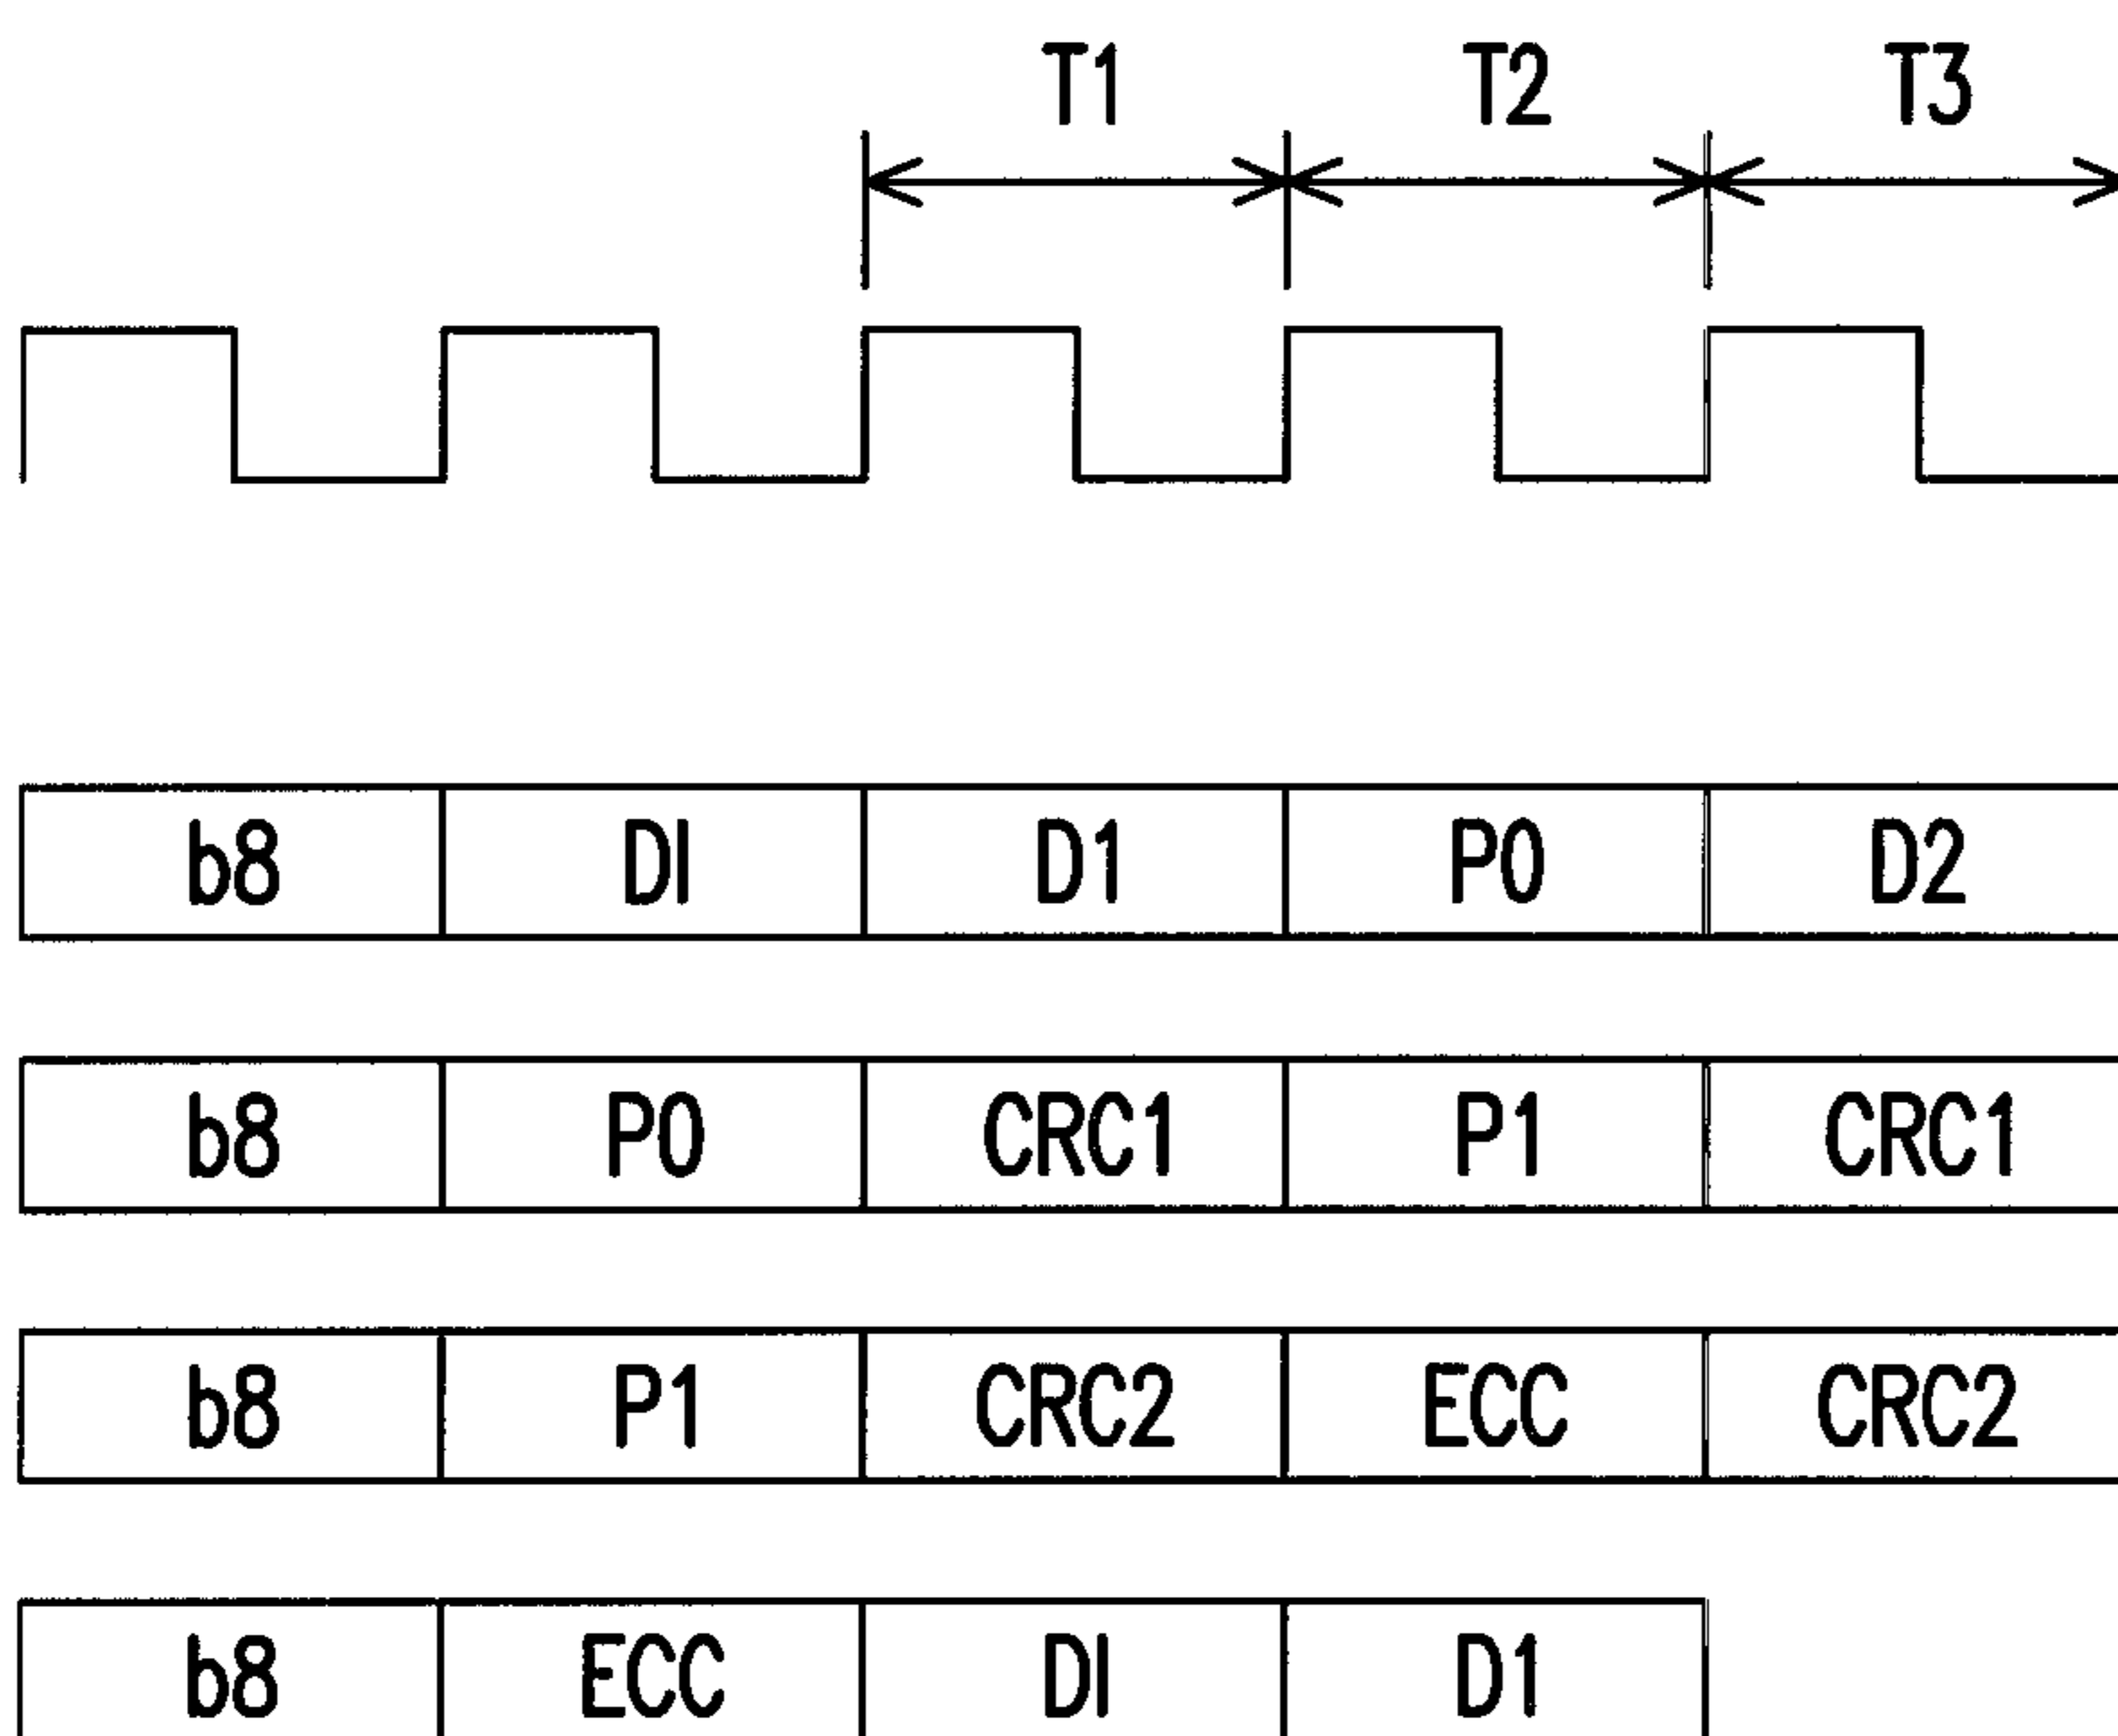 T1 T2 T3
b8 DI D1 P0 D2
b8 P0 CRC1 P1 CRC1
b8 P1 CRC2 ECC CRC2
b8 ECC DI D1